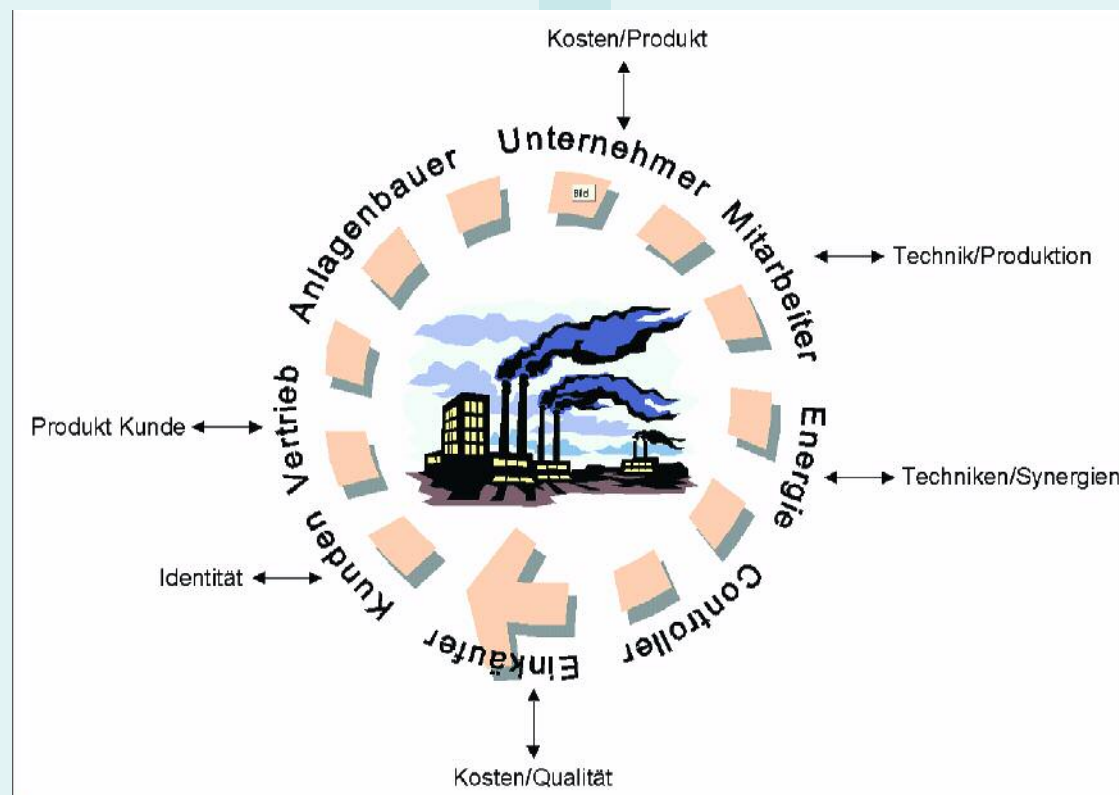 Kosten/Produkt
Unternehmer
Bild
Mitarbeiter
Technik/Produktion
Energie
Techniken/Synergien
Controller
Einkäufer
Kosten/Qualität
Kunden
Identität
Vertrieb
Produkt Kunde
Anlagenbauer